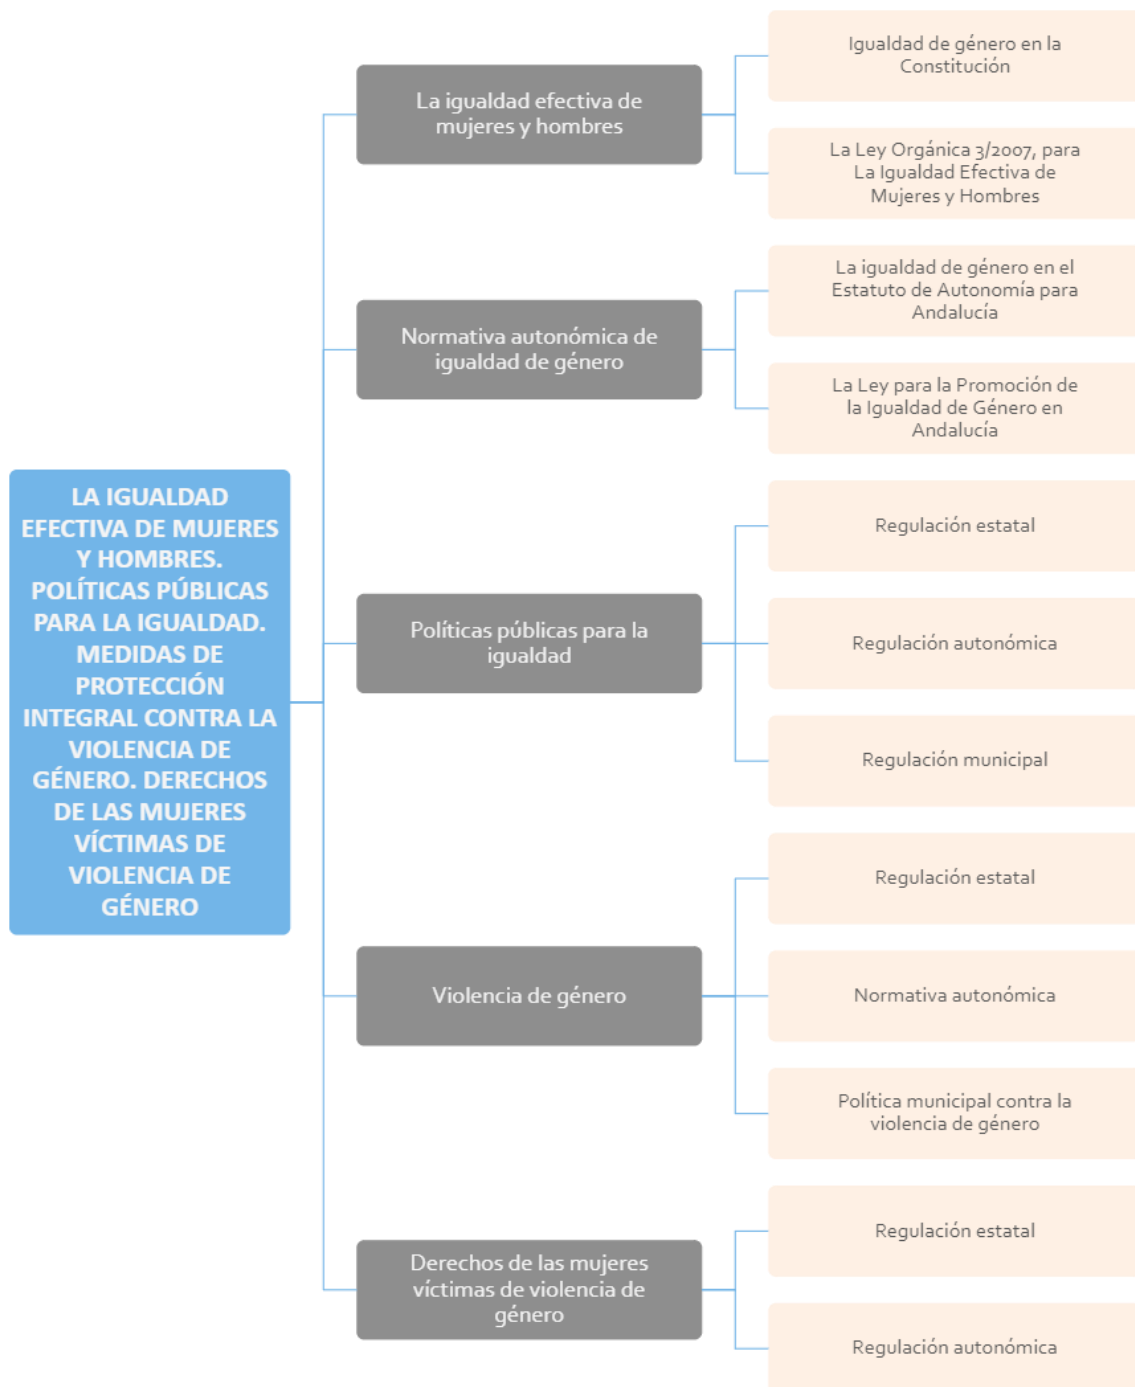 LA IGUALDAD
EFECTIVA DE MUJERES
Y HOMBRES.
POLÍTICAS PÚBLICAS
PARA LA IGUALDAD.
MEDIDAS DE
PROTECCIÓN
INTEGRAL CONTRA LA
VIOLENCIA DE
GÉNERO. DERECHOS
DE LAS MUJERES
VÍCTIMAS DE
VIOLENCIA DE
GÉNERO
La igualdad efectiva de
mujeres y hombres
Igualdad de género en la
Constitución
La Ley Orgánica 3/2007, para
La Igualdad Efectiva de
Mujeres y Hombres
Normativa autonómica de
igualdad de género
La igualdad de género en el
Estatuto de Autonomía para
Andalucía
La Ley para la Promoción de
la Igualdad de Género en
Andalucía
Políticas públicas para la
igualdad
Regulación estatal
Regulación autonómica
Regulación municipal
Violencia de género
Regulación estatal
Normativa autonómica
Política municipal contra la
violencia de género
Derechos de las mujeres
víctimas de violencia de
género
Regulación estatal
Regulación autonómica